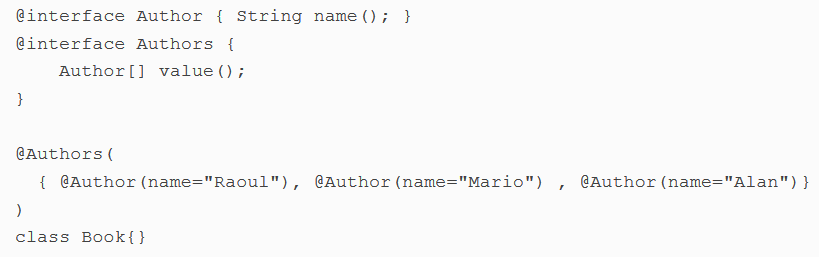 @interface Author { String name(); }
@interface Authors {
    Author[] value();
}

@Authors(
  { @Author(name="Raoul"), @Author(name="Mario") , @Author(name="Alan")}
)
class Book{}